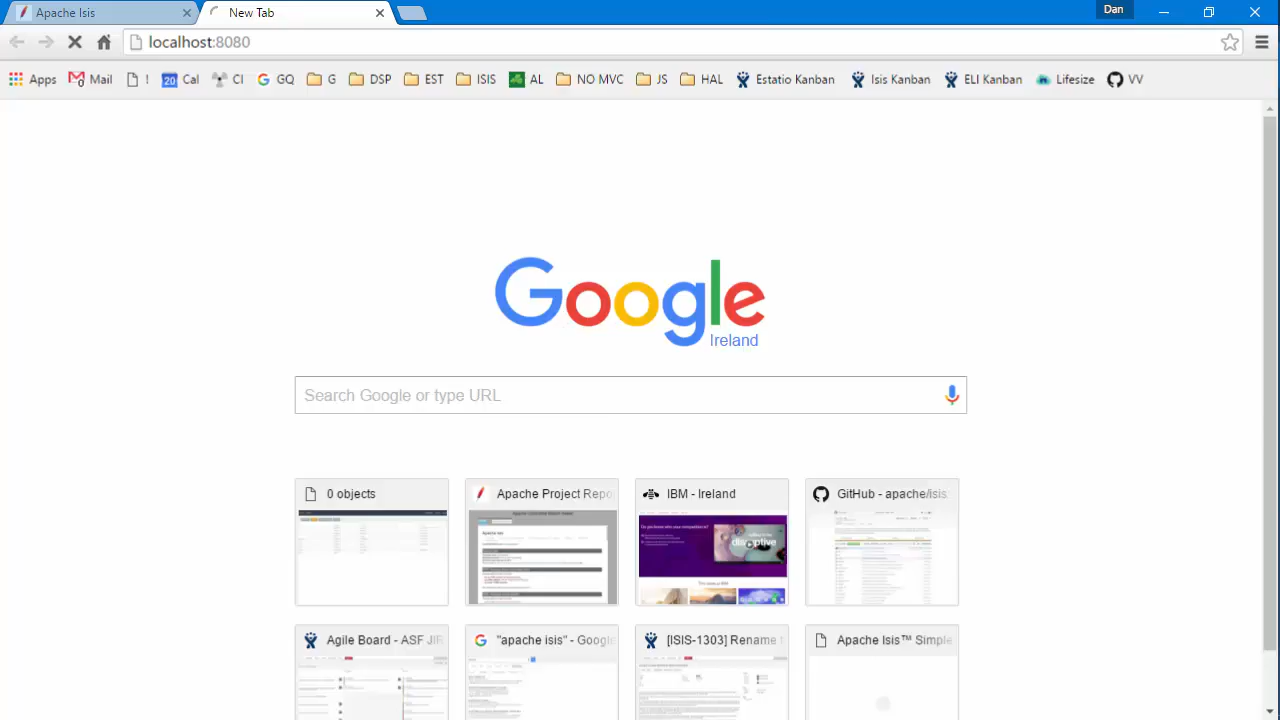 Apache Isis
New Tab
Dan
localhost:8080
Apps Mail ! 20 Cal CI GQ G DSP EST ISIS AL NO MVC JS HAL Estatio Kanban Isis Kanban ELI Kanban Lifesize VV
Google
Ireland
Search Google or type URL
0 objects
Apache Project Repo
IBM - Ireland
GitHub - apache/isis
disruptive
Agile Board - ASF JIR
"apache isis" - Google
[ISIS-1303] Rename
Apache Isis™ Simple